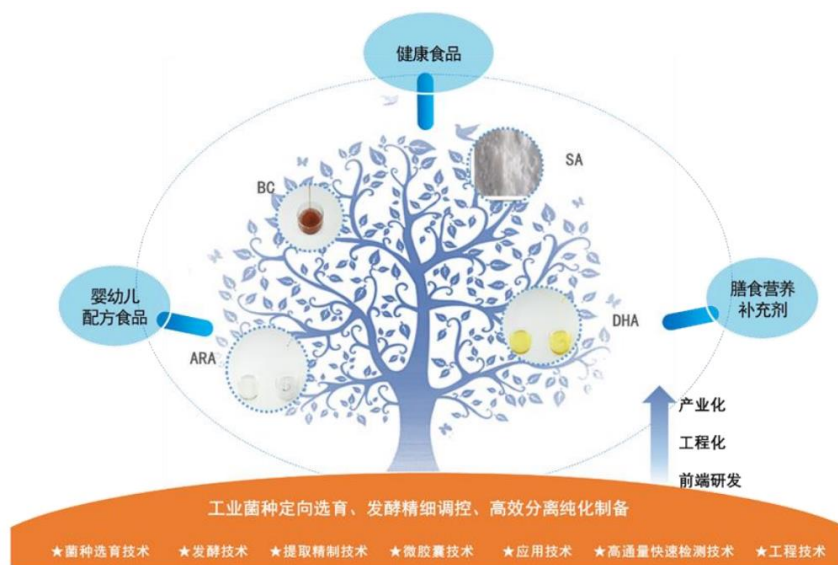 健康食品
SA
BC
婴幼儿
配方食品
膳食营养
补充剂
DHA
ARA
产业化
工程化
前端研发
工业菌种定向选育、发酵精细调控、高效分离纯化制备
★菌种选育技术 ★发酵技术 ★提取精制技术 ★微胶囊技术 ★应用技术 ★高通量快速检测技术 ★工程技术